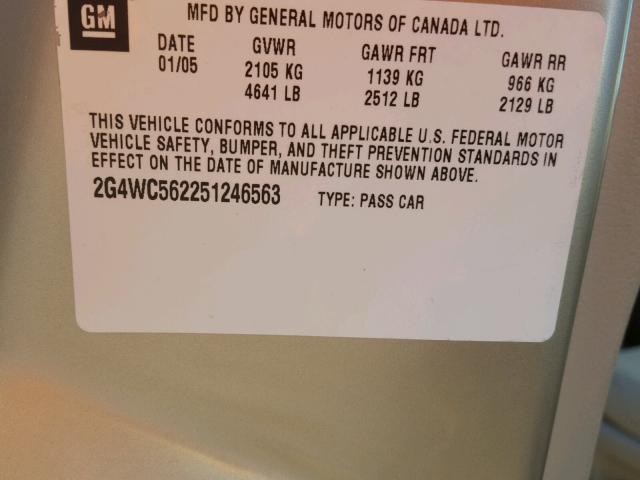 GM
MFD BY GENERAL MOTORS OF CANADA LTD.
DATE GVWR GAWR FRT GAWR RR
01/05 2105 KG 1139 KG 966 KG
4641 LB 2512 LB 2129 LB
THIS VEHICLE CONFORMS TO ALL APPLICABLE U.S. FEDERAL MOTOR
VEHICLE SAFETY, BUMPER, AND THEFT PREVENTION STANDARDS IN
EFFECT ON THE DATE OF MANUFACTURE SHOWN ABOVE.
2G4WC562251246563 TYPE: PASS CAR